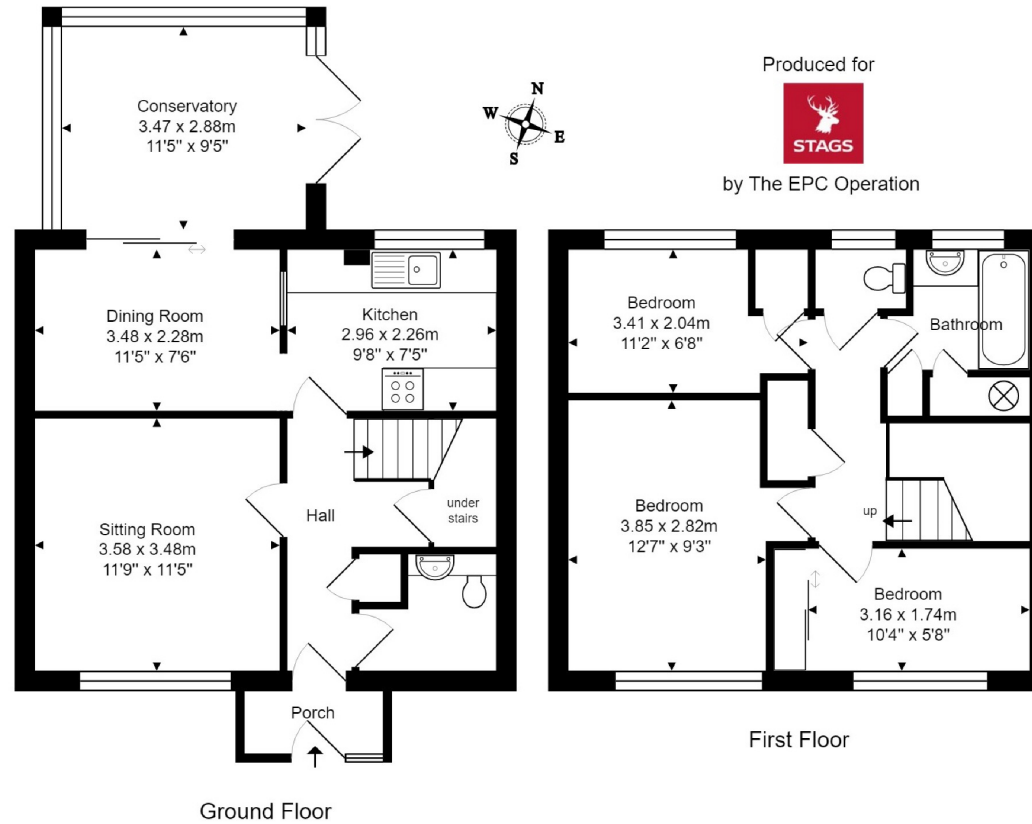 Conservatory
3.47 x 2.88m
11'5" x 9'5"
N
W
E
S
Produced for
STAGS
by The EPC Operation
Dining Room
3.48 x 2.28m
11'5" x 7'6"
Kitchen
2.96 x 2.26m
9'8" x 7'5"
Sitting Room
3.58 x 3.48m
11'9" x 11'5"
Hall
under
stairs
Porch
Ground Floor
Bedroom
3.41 x 2.04m
11'2" x 6'8"
Bathroom
Bedroom
3.85 x 2.82m
12'7" x 9'3"
up
Bedroom
3.16 x 1.74m
10'4" x 5'8"
First Floor